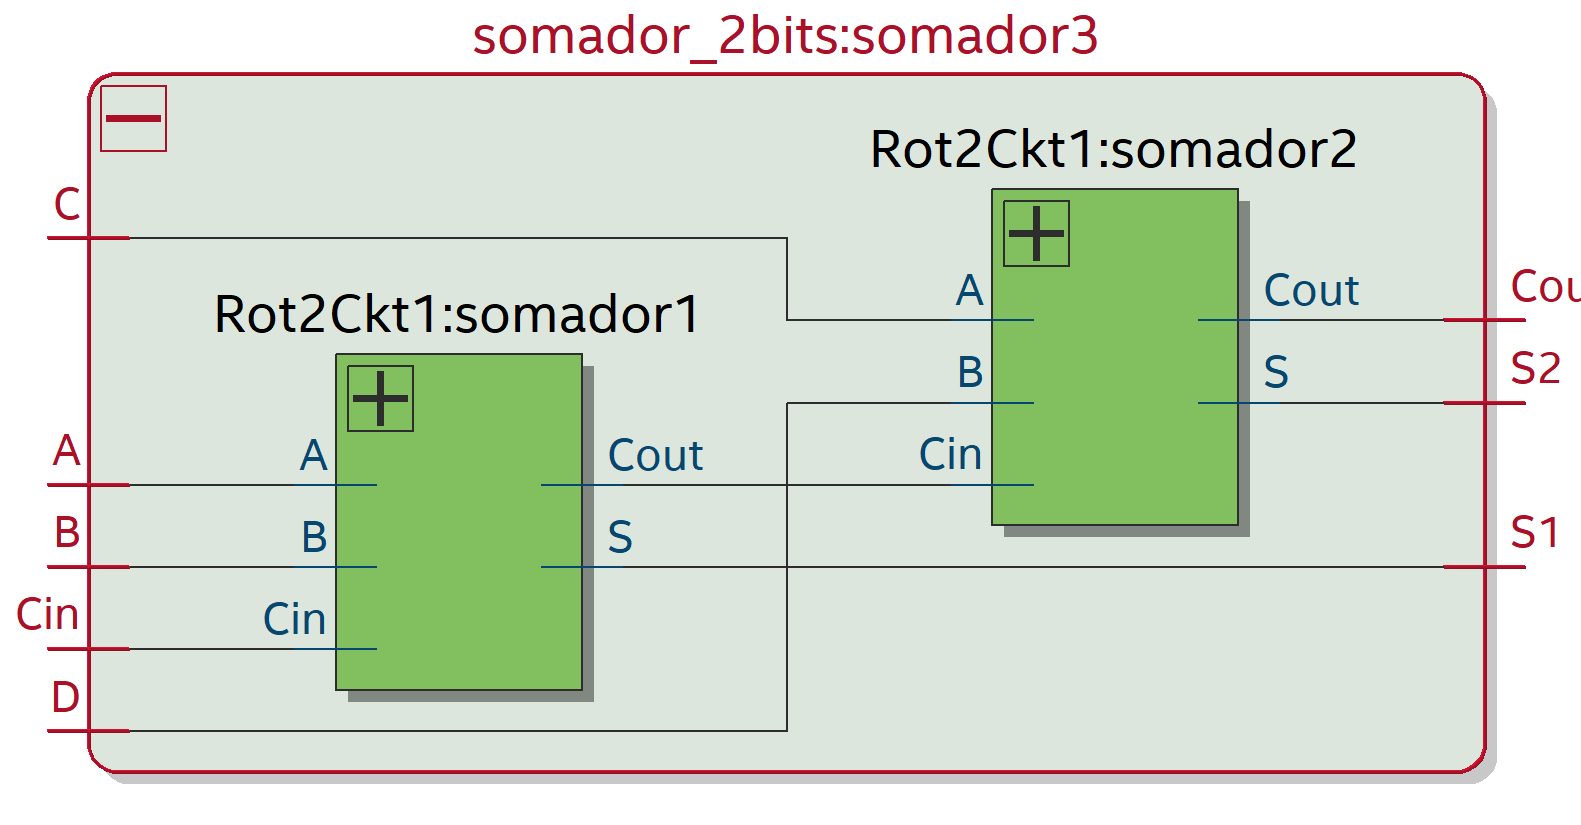 somador_2bits:somador3
Rot2Ckt1:somador2
C
A
Cout
Cou
Rot2Ckt1:somador1
B
S
S2
A
A
Cout
Cin
B
B
S
S1
Cin
Cin
D